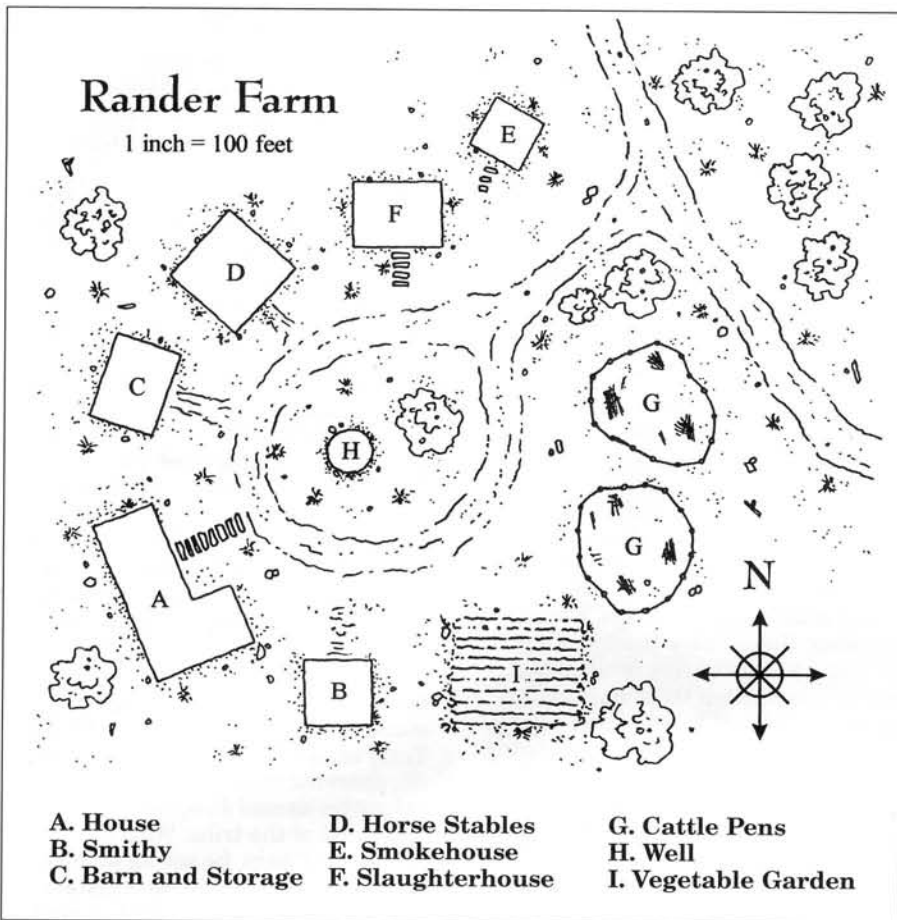 Rander Farm
1 inch = 100 feet
E
F
D
C
G
H
G
N
A
I
B
A. House
B. Smithy
C. Barn and Storage
D. Horse Stables
E. Smokehouse
F. Slaughterhouse
G. Cattle Pens
H. Well
I. Vegetable Garden